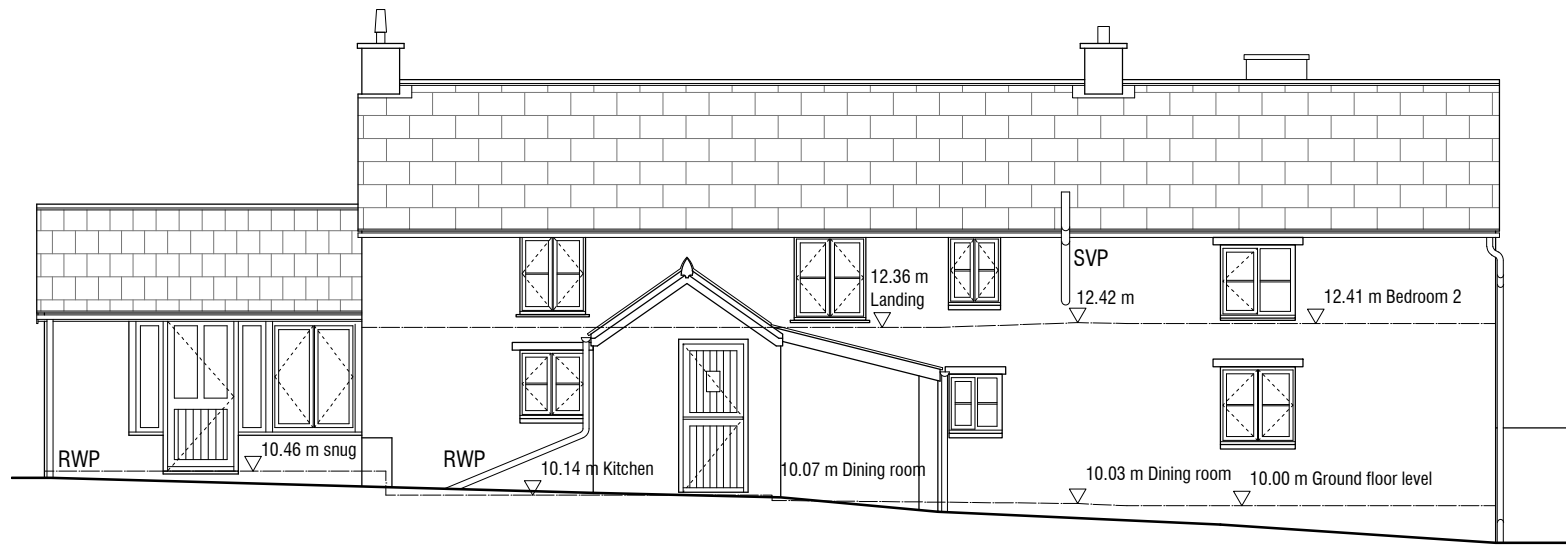 SVP
12.36 m
Landing
12.42 m
12.41 m Bedroom 2
RWP
10.46 m snug
RWP
10.14 m Kitchen
10.07 m Dining room
10.03 m Dining room
10.00 m Ground floor level